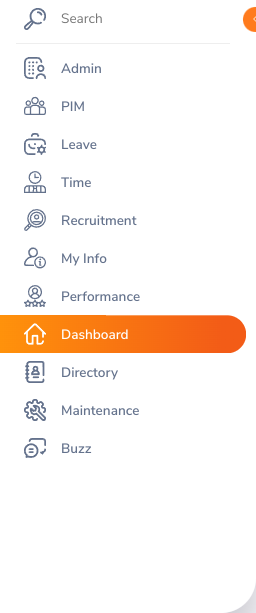 Search
Admin
PIM
Leave
Time
Recruitment
My Info
Performance
Dashboard
Directory
Maintenance
Buzz